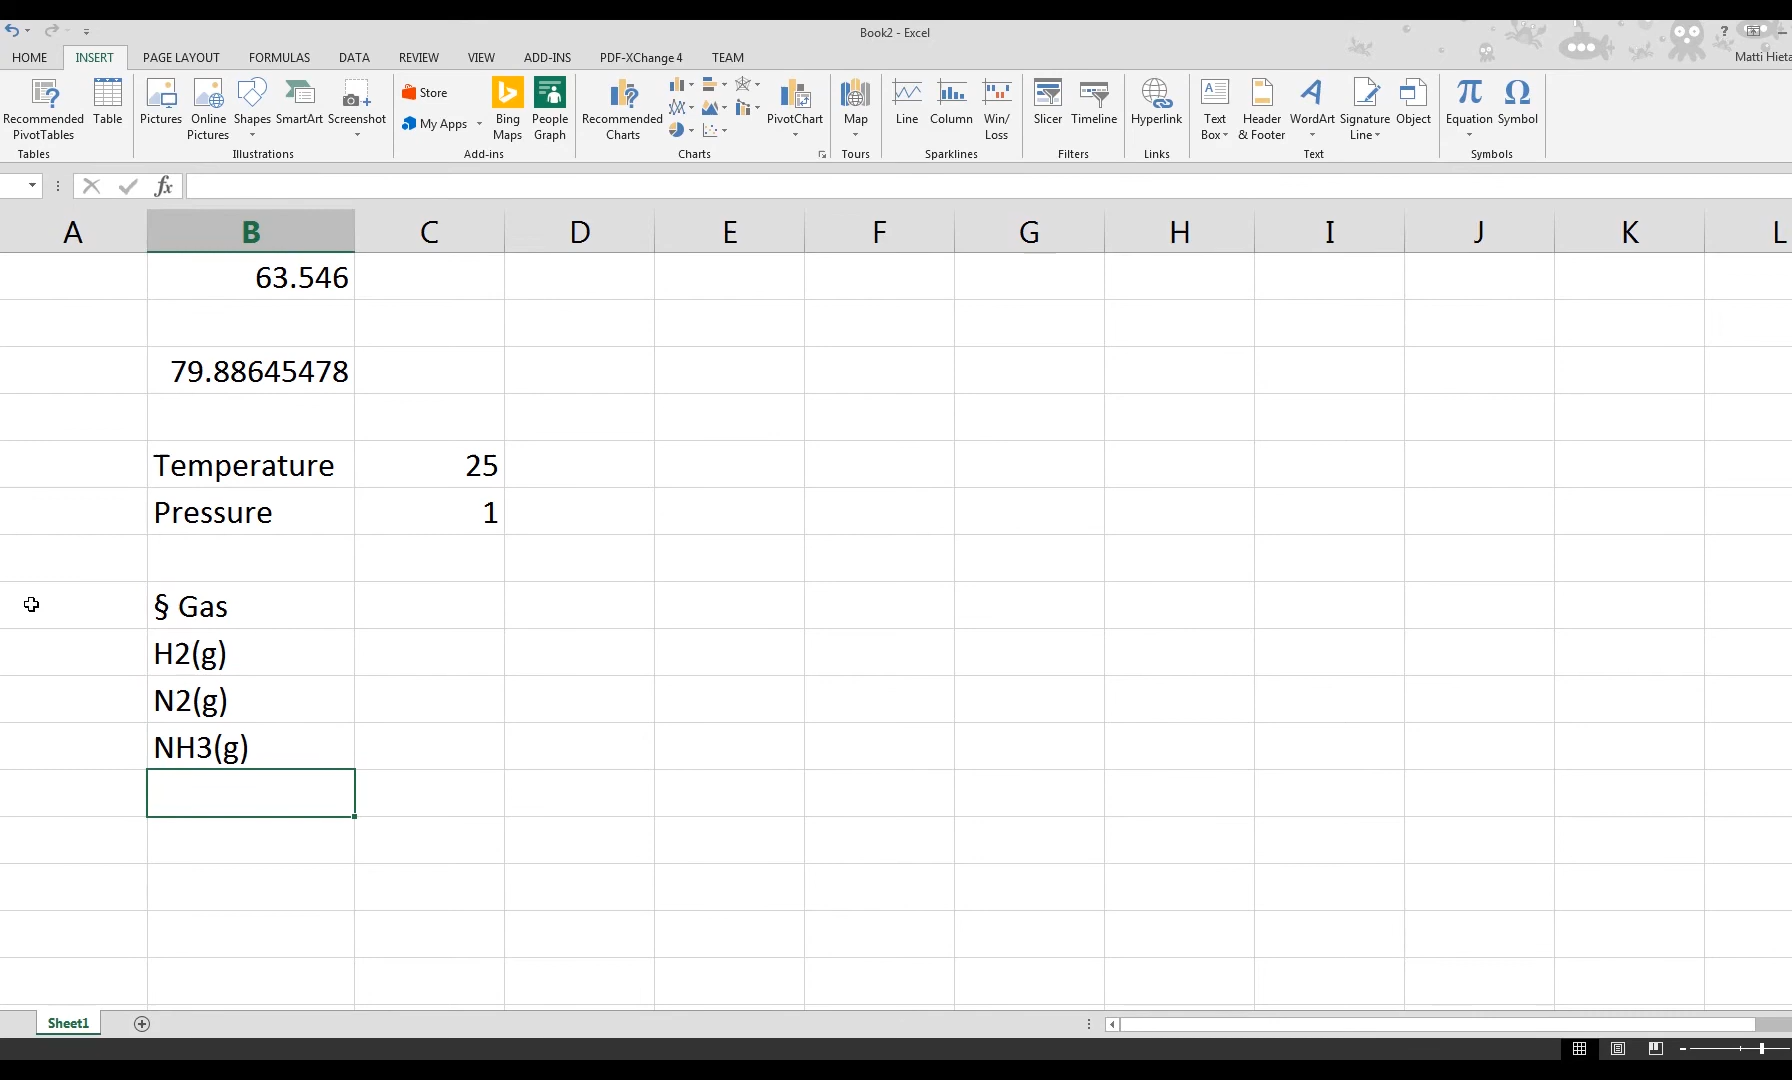 Book2 - Excel
?
HOME INSERT PAGE LAYOUT FORMULAS DATA REVIEW VIEW ADD-INS PDF-XChange 4 TEAM
Matti Hieta
Recommended PivotTables
Table
Pictures
Online Pictures
Shapes
SmartArt
Screenshot
Store
My Apps
Bing Maps
People Graph
Recommended Charts
PivotChart
Map
Line
Column
Win/ Loss
Slicer
Timeline
Hyperlink
Text Box
Header & Footer
WordArt
Signature Line
Object
Equation
Symbol
Tables Illustrations Add-ins Charts Tours Sparklines Filters Links Text Symbols
fx
A B C D E F G H I J K L
63.546
79.88645478
Temperature 25
Pressure 1
§ Gas
H2(g)
N2(g)
NH3(g)
Sheet1